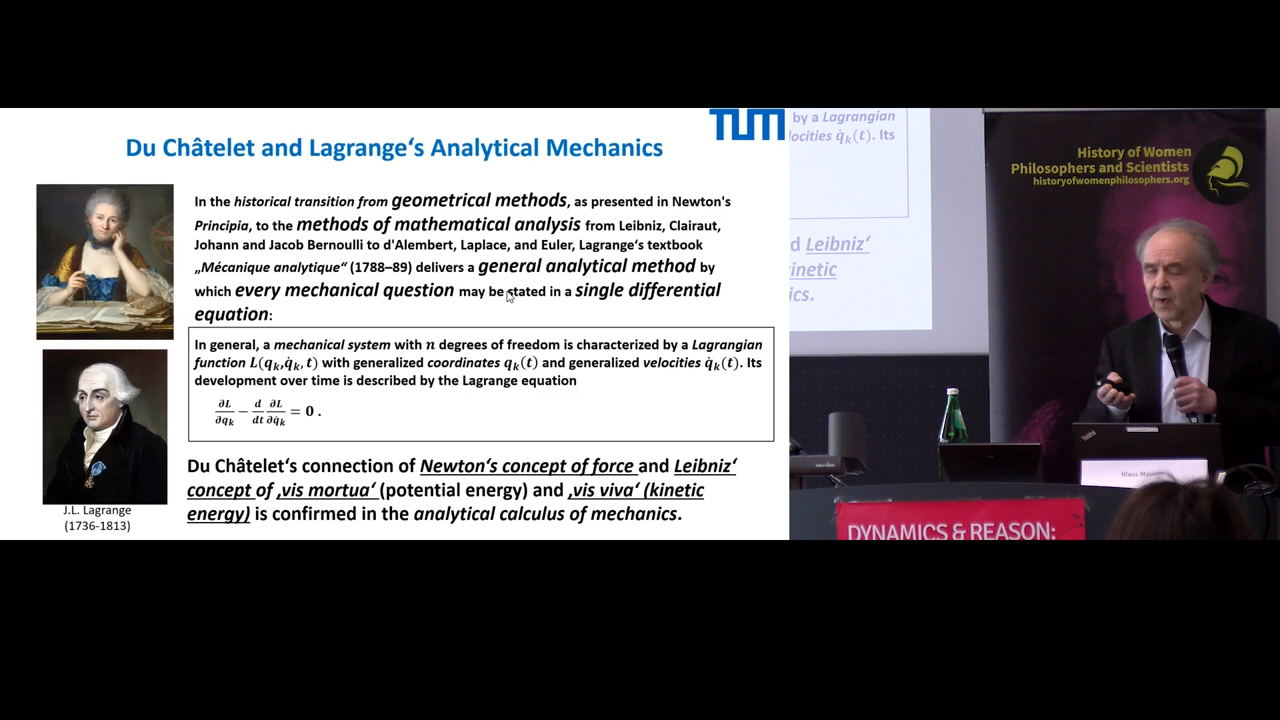 TUM
Du Châtelet and Lagrange‘s Analytical Mechanics
In the historical transition from geometrical methods, as presented in Newton's
Principia, to the methods of mathematical analysis from Leibniz, Clairaut,
Johann and Jacob Bernoulli to d'Alembert, Laplace, and Euler, Lagrange‘s textbook
„Mécanique analytique“ (1788–89) delivers a general analytical method by
which every mechanical question may be stated in a single differential
equation:
In general, a mechanical system with n degrees of freedom is characterized by a Lagrangian
function L(qₖ,q̇ₖ, t) with generalized coordinates qₖ(t) and generalized velocities q̇ₖ(t). Its
development over time is described by the Lagrange equation
∂L/∂qₖ − d/dt ∂L/∂q̇ₖ = 0 .
Du Châtelet‘s connection of Newton‘s concept of force and Leibniz‘
concept of ‚vis mortua‘ (potential energy) and ‚vis viva‘ (kinetic
energy) is confirmed in the analytical calculus of mechanics.
J.L. Lagrange
(1736-1813)
by a Lagrangian
locities q̇ₖ(t). Its
d Leibniz‘
kinetic
ics.
History of Women
Philosophers and Scientists
historyofwomenphilosophers.org
ThinkPad
Klaus
DYNAMICS & REASON: